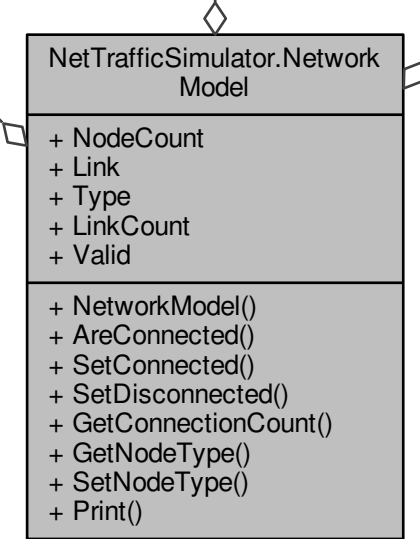 NetTrafficSimulator.Network
Model
+ NodeCount
+ Link
+ Type
+ LinkCount
+ Valid
+ NetworkModel()
+ AreConnected()
+ SetConnected()
+ SetDisconnected()
+ GetConnectionCount()
+ GetNodeType()
+ SetNodeType()
+ Print()